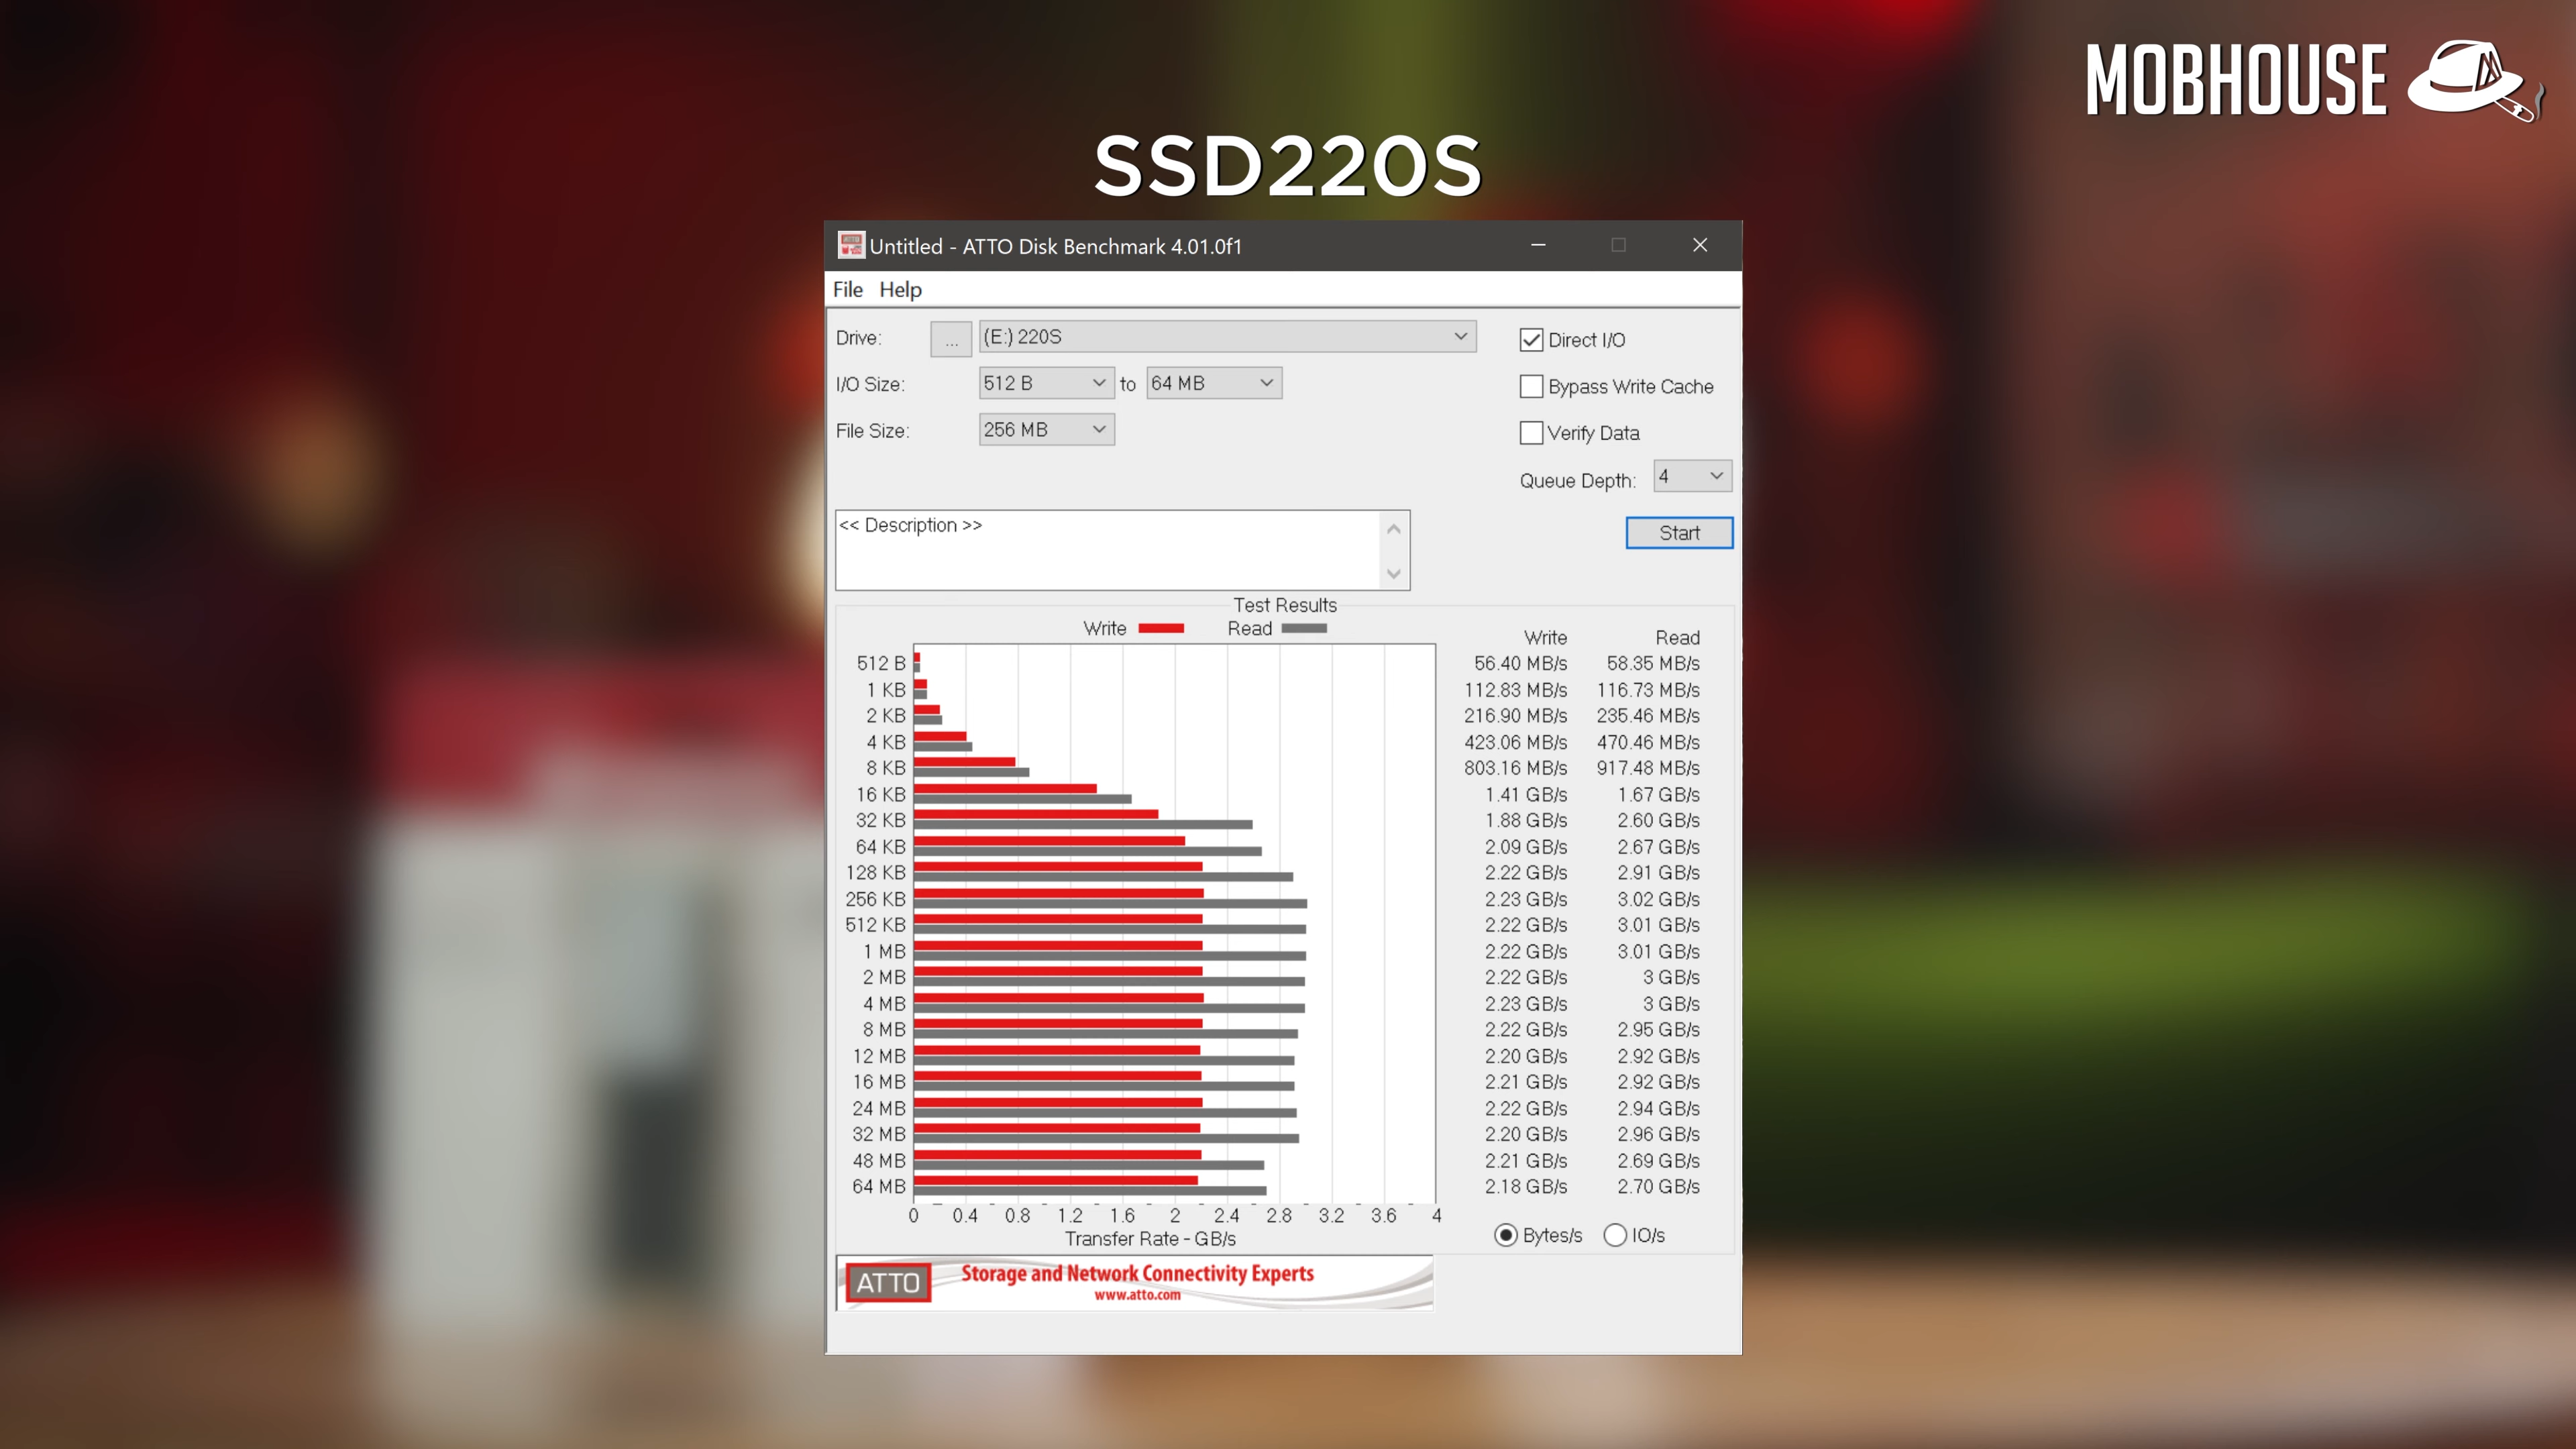 MOBHOUSE
SSD220S
Untitled - ATTO Disk Benchmark 4.01.0f1
File Help
Drive: ... (E:) 220S
Direct I/O
I/O Size: 512 B to 64 MB
Bypass Write Cache
File Size: 256 MB
Verify Data
Queue Depth: 4
<< Description >>
Start
Test Results
Write Read
Write Read
512 B 56.40 MB/s 58.35 MB/s
1 KB 112.83 MB/s 116.73 MB/s
2 KB 216.90 MB/s 235.46 MB/s
4 KB 423.06 MB/s 470.46 MB/s
8 KB 803.16 MB/s 917.48 MB/s
16 KB 1.41 GB/s 1.67 GB/s
32 KB 1.88 GB/s 2.60 GB/s
64 KB 2.09 GB/s 2.67 GB/s
128 KB 2.22 GB/s 2.91 GB/s
256 KB 2.23 GB/s 3.02 GB/s
512 KB 2.22 GB/s 3.01 GB/s
1 MB 2.22 GB/s 3.01 GB/s
2 MB 2.22 GB/s 3 GB/s
4 MB 2.23 GB/s 3 GB/s
8 MB 2.22 GB/s 2.95 GB/s
12 MB 2.20 GB/s 2.92 GB/s
16 MB 2.21 GB/s 2.92 GB/s
24 MB 2.22 GB/s 2.94 GB/s
32 MB 2.20 GB/s 2.96 GB/s
48 MB 2.21 GB/s 2.69 GB/s
64 MB 2.18 GB/s 2.70 GB/s
0 0.4 0.8 1.2 1.6 2 2.4 2.8 3.2 3.6 4
Transfer Rate - GB/s
Bytes/s IO/s
ATTO Storage and Network Connectivity Experts
www.atto.com